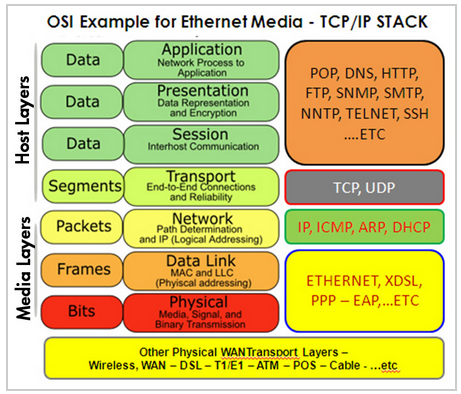 OSI Example for Ethernet Media - TCP/IP STACK
Host Layers
Data
Application
Network Process to
Application
Data
Presentation
Data Representation
and Encryption
Data
Session
Interhost Communication
POP, DNS, HTTP,
FTP, SNMP, SMTP,
NNTP, TELNET, SSH
....ETC
Segments
Transport
End-to-End Connections
and Reliability
TCP, UDP
Media Layers
Packets
Network
Path Determination
and IP (Logical Addressing)
IP, ICMP, ARP, DHCP
Frames
Data Link
MAC and LLC
(Phyiscal addressing)
Bits
Physical
Media, Signal, and
Binary Transmission
ETHERNET, XDSL,
PPP – EAP,...ETC
Other Physical WANTransport Layers –
Wireless, WAN – DSL – T1/E1 – ATM – POS – Cable - ...etc